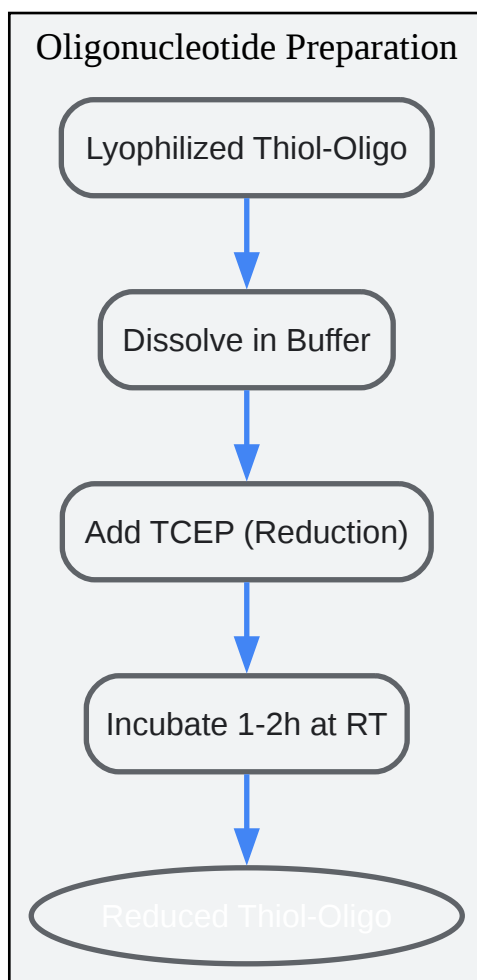 Oligonucleotide Preparation
Lyophilized Thiol-Oligo
Dissolve in Buffer
Add TCEP (Reduction)
Incubate 1-2h at RT
Reduced Thiol-Oligo